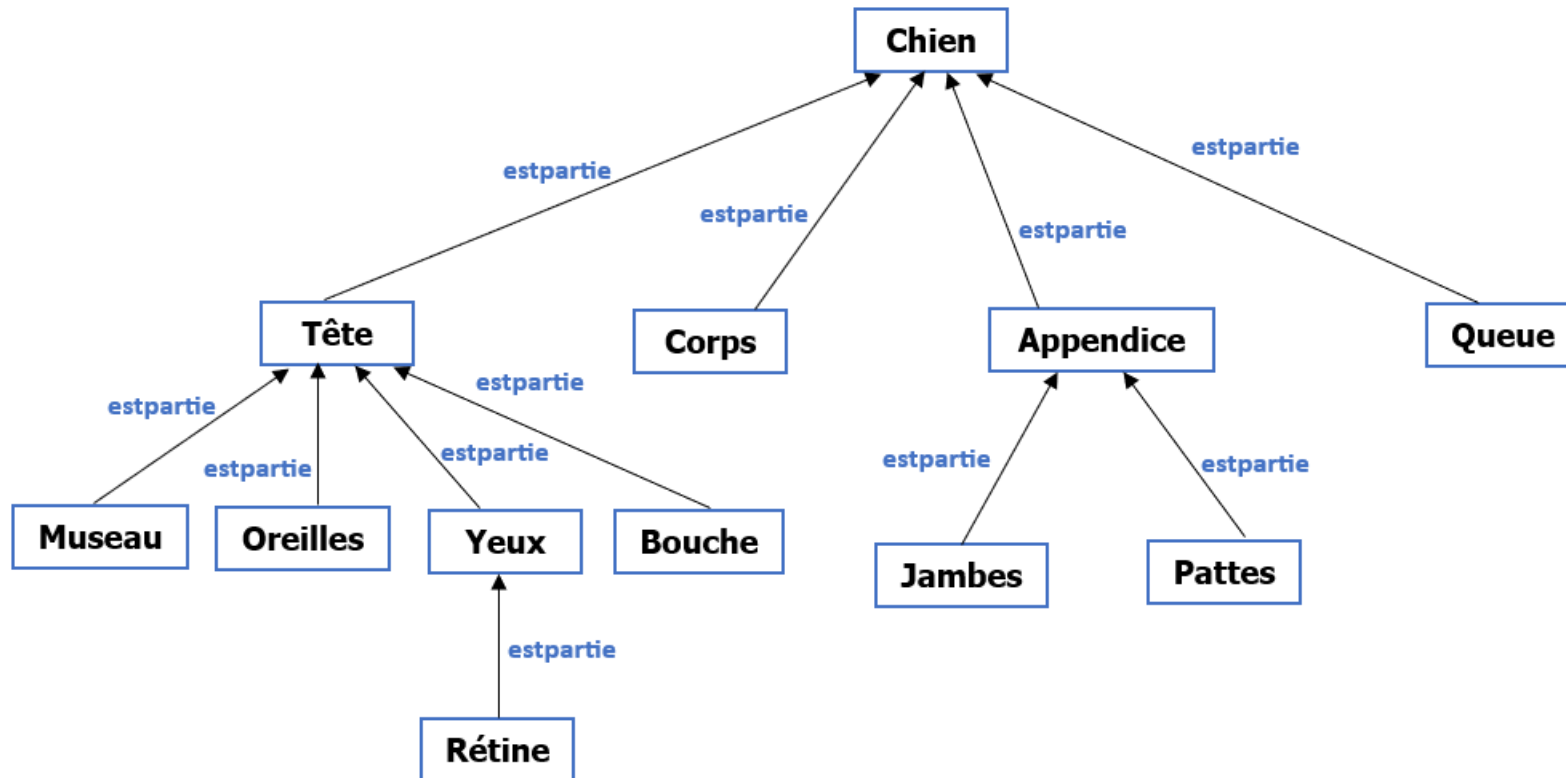 Chien
estpartie
estpartie
estpartie
estpartie
Tête
Corps
Appendice
Queue
estpartie
estpartie
estpartie
estpartie
estpartie
estpartie
Museau
Oreilles
Yeux
Bouche
Jambes
Pattes
estpartie
Rétine